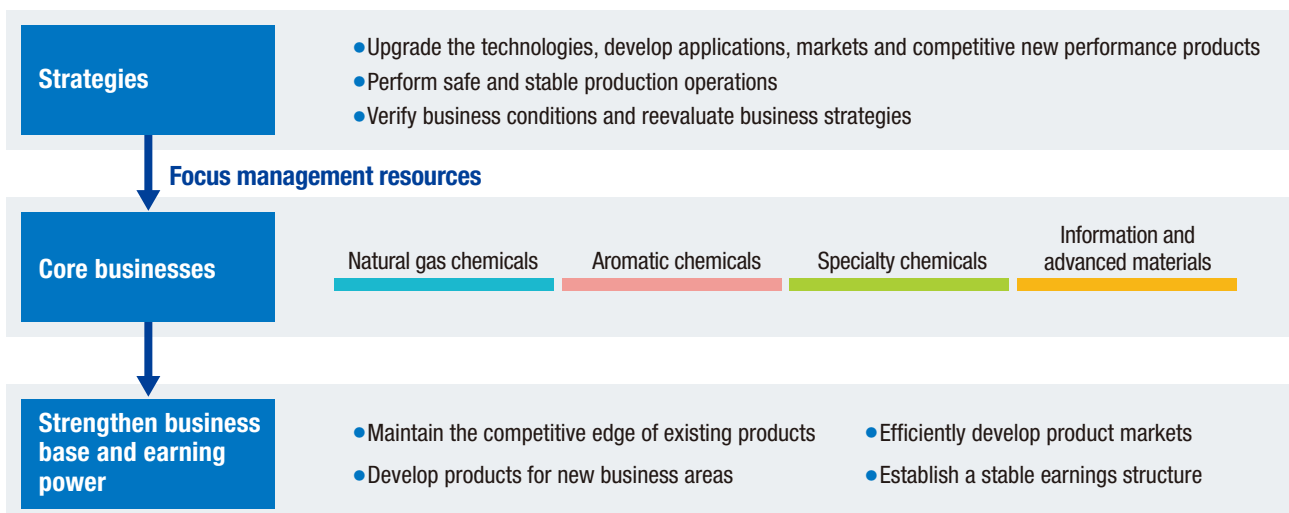 Strategies
●Upgrade the technologies, develop applications, markets and competitive new performance products
●Perform safe and stable production operations
●Verify business conditions and reevaluate business strategies
Focus management resources
Core businesses
Natural gas chemicals
Aromatic chemicals
Specialty chemicals
Information and
advanced materials
Strengthen business
base and earning
power
●Maintain the competitive edge of existing products
●Efficiently develop product markets
●Develop products for new business areas
●Establish a stable earnings structure